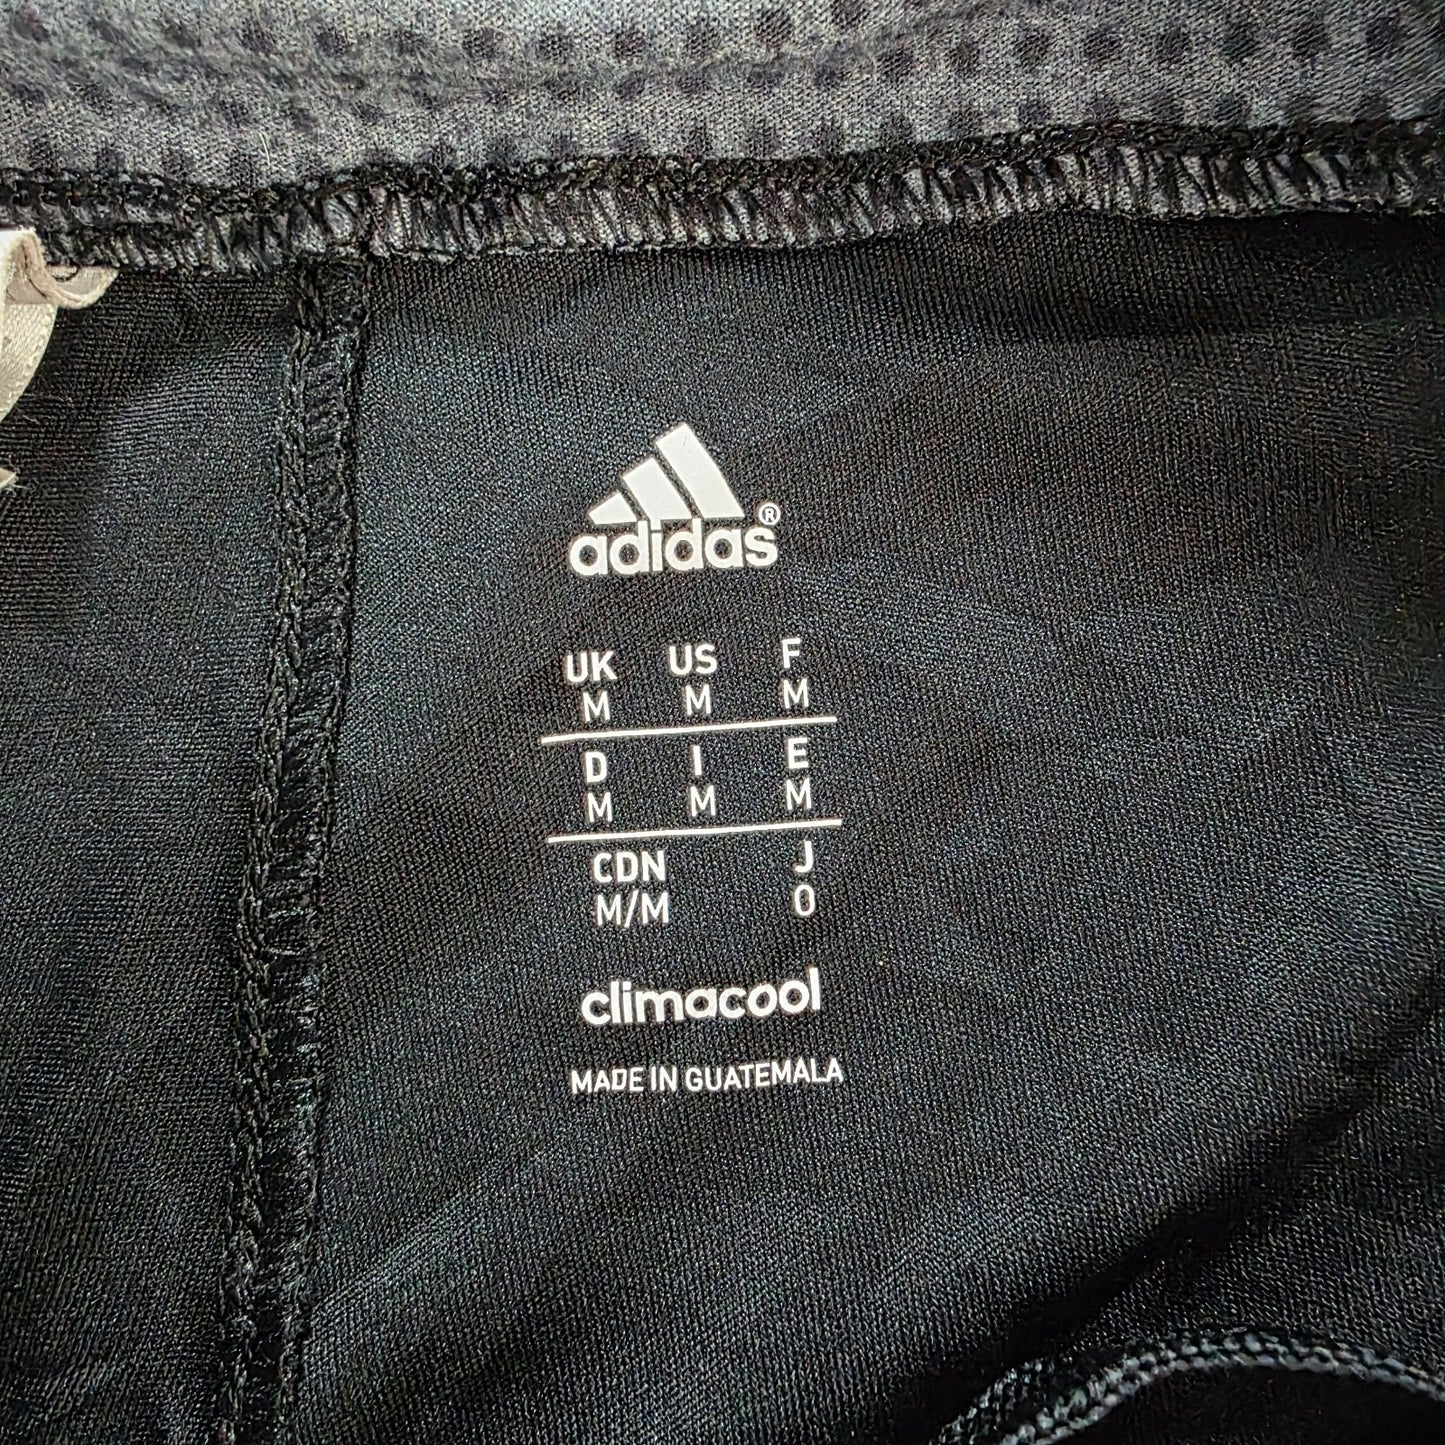 adidas®
UK US F
M M M
D I E
M M M
CDN J
M/M O
climacool
MADE IN GUATEMALA